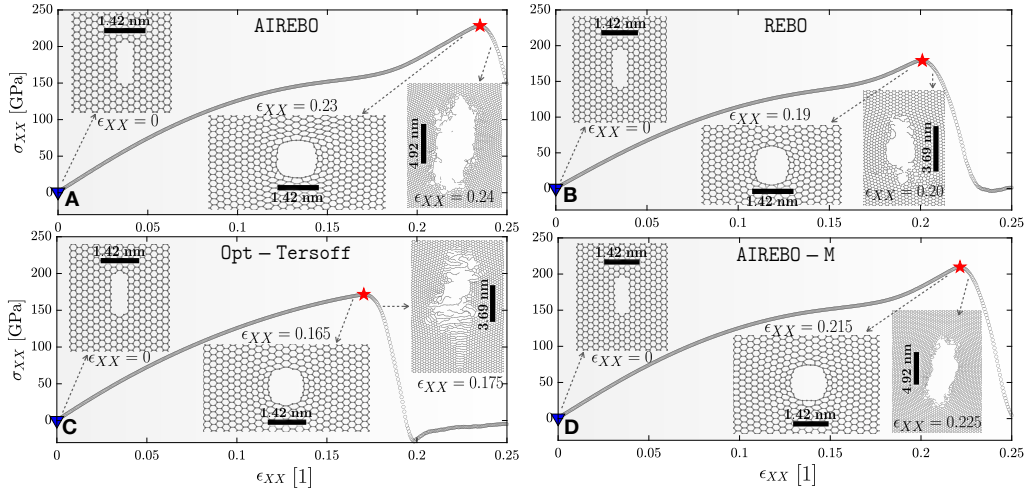 AIREBO
1.42 nm
ϵXX = 0
ϵXX = 0.23
1.42 nm
4.92 nm
ϵXX = 0.24
A
σXX [GPa]
250
200
150
100
50
0
0 0.05 0.1 0.15 0.2 0.25
REBO
1.42 nm
ϵXX = 0
ϵXX = 0.19
1.42 nm
3.69 nm
ϵXX = 0.20
B
250
200
150
100
50
0
0 0.05 0.1 0.15 0.2 0.25
Opt − Tersoff
1.42 nm
ϵXX = 0
ϵXX = 0.165
1.42 nm
3.69 nm
ϵXX = 0.175
C
σXX [GPa]
250
200
150
100
50
0
0 0.05 0.1 0.15 0.2 0.25
ϵXX [1]
AIREBO − M
1.42 nm
ϵXX = 0
ϵXX = 0.215
1.42 nm
4.92 nm
ϵXX = 0.225
D
250
200
150
100
50
0
0 0.05 0.1 0.15 0.20 0.25
ϵXX [1]